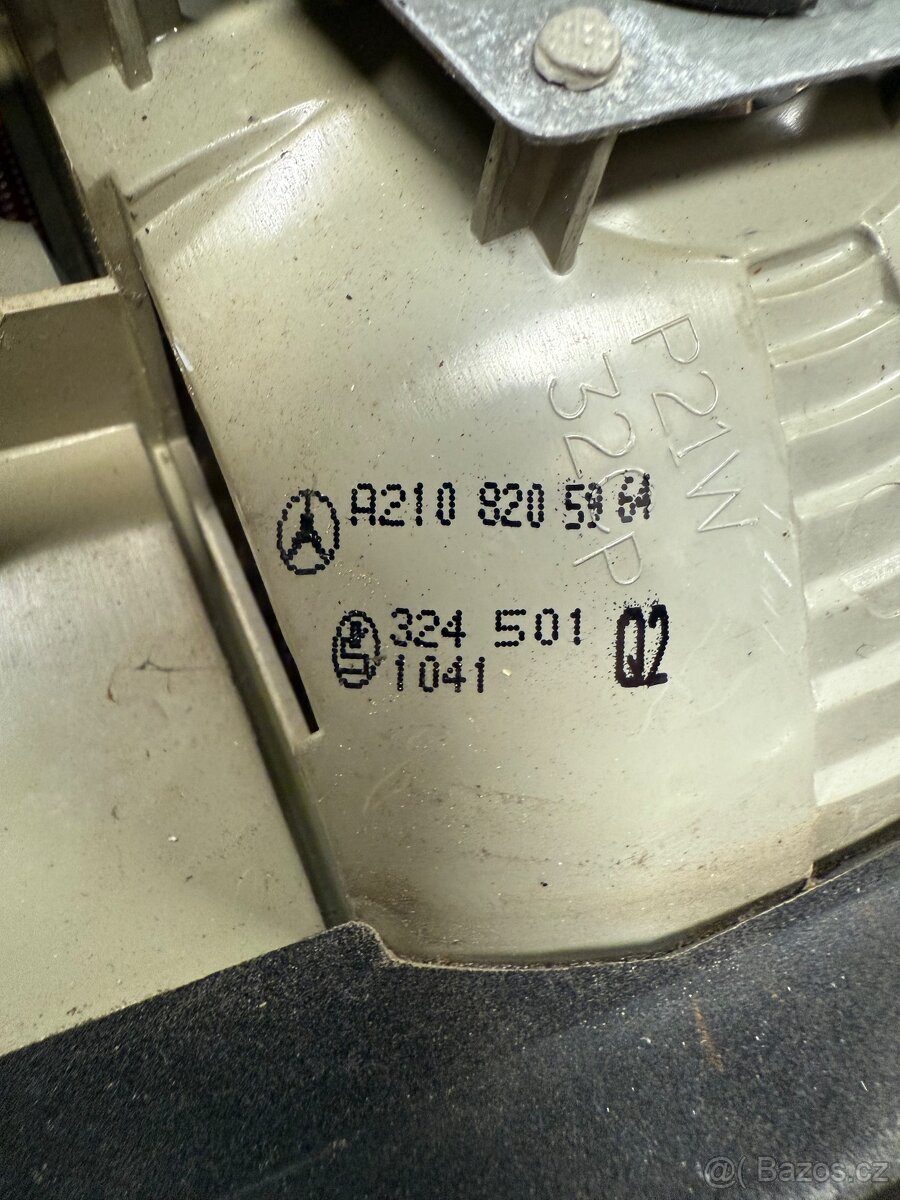 P21W
32CP
A210 820 59 64
324 501
1041 Q2
@( Bazos.cz